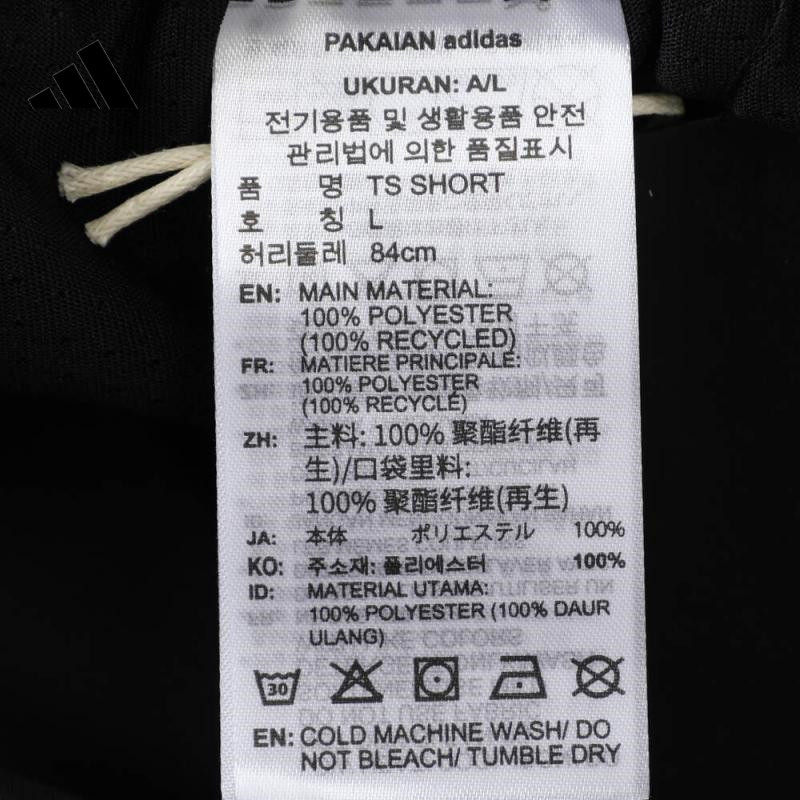 PAKAIAN adidas
UKURAN: A/L
전기용품 및 생활용품 안전
관리법에 의한 품질표시
품 명 TS SHORT
호 칭 L
허리둘레 84cm
EN: MAIN MATERIAL:
100% POLYESTER
(100% RECYCLED)
FR: MATIERE PRINCIPALE:
100% POLYESTER
(100% RECYCLÉ)
ZH: 主料: 100% 聚酯纤维(再
生)/口袋里料:
100% 聚酯纤维(再生)
JA: 本体 ポリエステル 100%
KO: 주소재: 폴리에스터 100%
ID: MATERIAL UTAMA:
100% POLYESTER (100% DAUR
ULANG)
30
EN: COLD MACHINE WASH/ DO
NOT BLEACH/ TUMBLE DRY